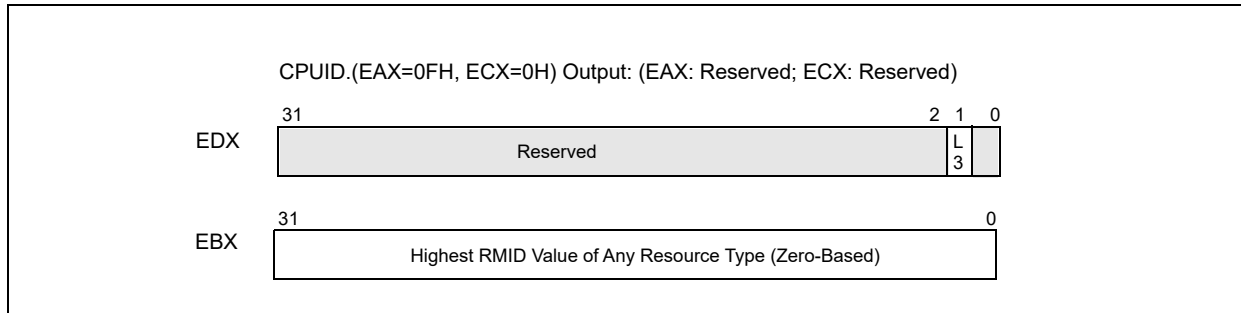 CPUID.(EAX=0FH, ECX=0H) Output: (EAX: Reserved; ECX: Reserved)
31 2 1 0
EDX Reserved L3
31 0
EBX Highest RMID Value of Any Resource Type (Zero-Based)